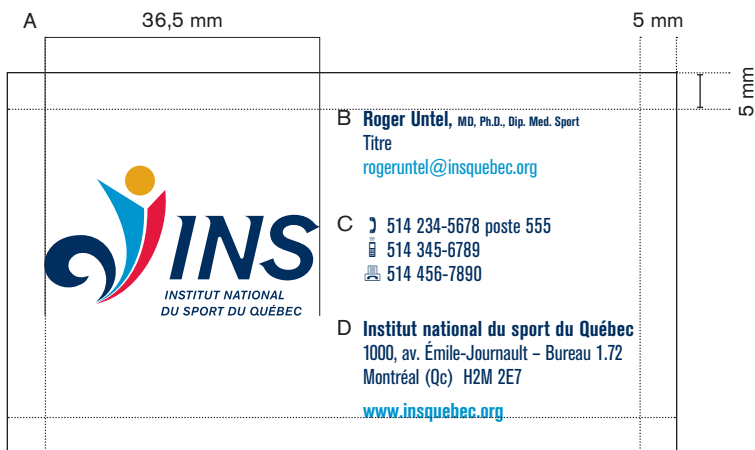 A
36,5 mm
5 mm
5 mm
B Roger Untel, MD, Ph.D., Dip. Med. Sport
Titre
rogeruntel@insquebec.org
C 514 234-5678 poste 555
514 345-6789
514 456-7890
INS
INSTITUT NATIONAL
DU SPORT DU QUÉBEC
D Institut national du sport du Québec
1000, av. Émile-Journault – Bureau 1.72
Montréal (Qc) H2M 2E7
www.insquebec.org